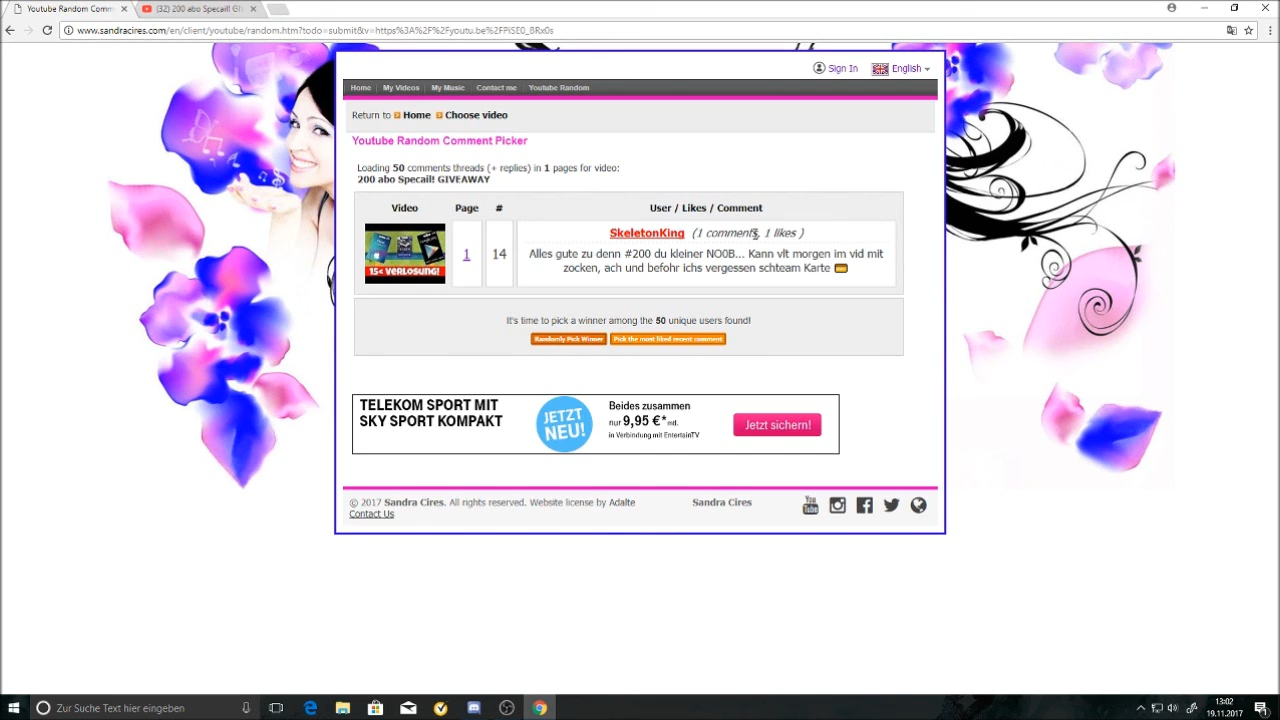 Youtube Random Comm
(32) 200 abo Specaill GI
www.sandracires.com/en/client/youtube/random.htm?todo=submit&v=https%3A%2F%2Fyoutu.be%2FPiSE0_BRx0s
Sign In
English
Home
My Videos
My Music
Contact me
Youtube Random
Return to Home Choose video
Youtube Random Comment Picker
Loading 50 comments threads (+ replies) in 1 pages for video:
200 abo Specail! GIVEAWAY
Video Page # User / Likes / Comment
15€ VERLOSUNG!
1
14
SkeletonKing (1 comments, 1 likes )
Alles gute zu denn #200 du kleiner NO0B... Kann vlt morgen im vid mit
zocken, ach und befohr ichs vergessen schteam Karte
It's time to pick a winner among the 50 unique users found!
Randomly Pick Winner
Pick the most liked recent comment
TELEKOM SPORT MIT
SKY SPORT KOMPAKT
JETZT
NEU!
Beides zusammen
nur 9,95 €* mtl.
in Verbindung mit EntertainTV
Jetzt sichern!
© 2017 Sandra Cires. All rights reserved. Website license by Adalte
Contact Us
Sandra Cires
You
Tube
Zur Suche Text hier eingeben
13:02
19.11.2017